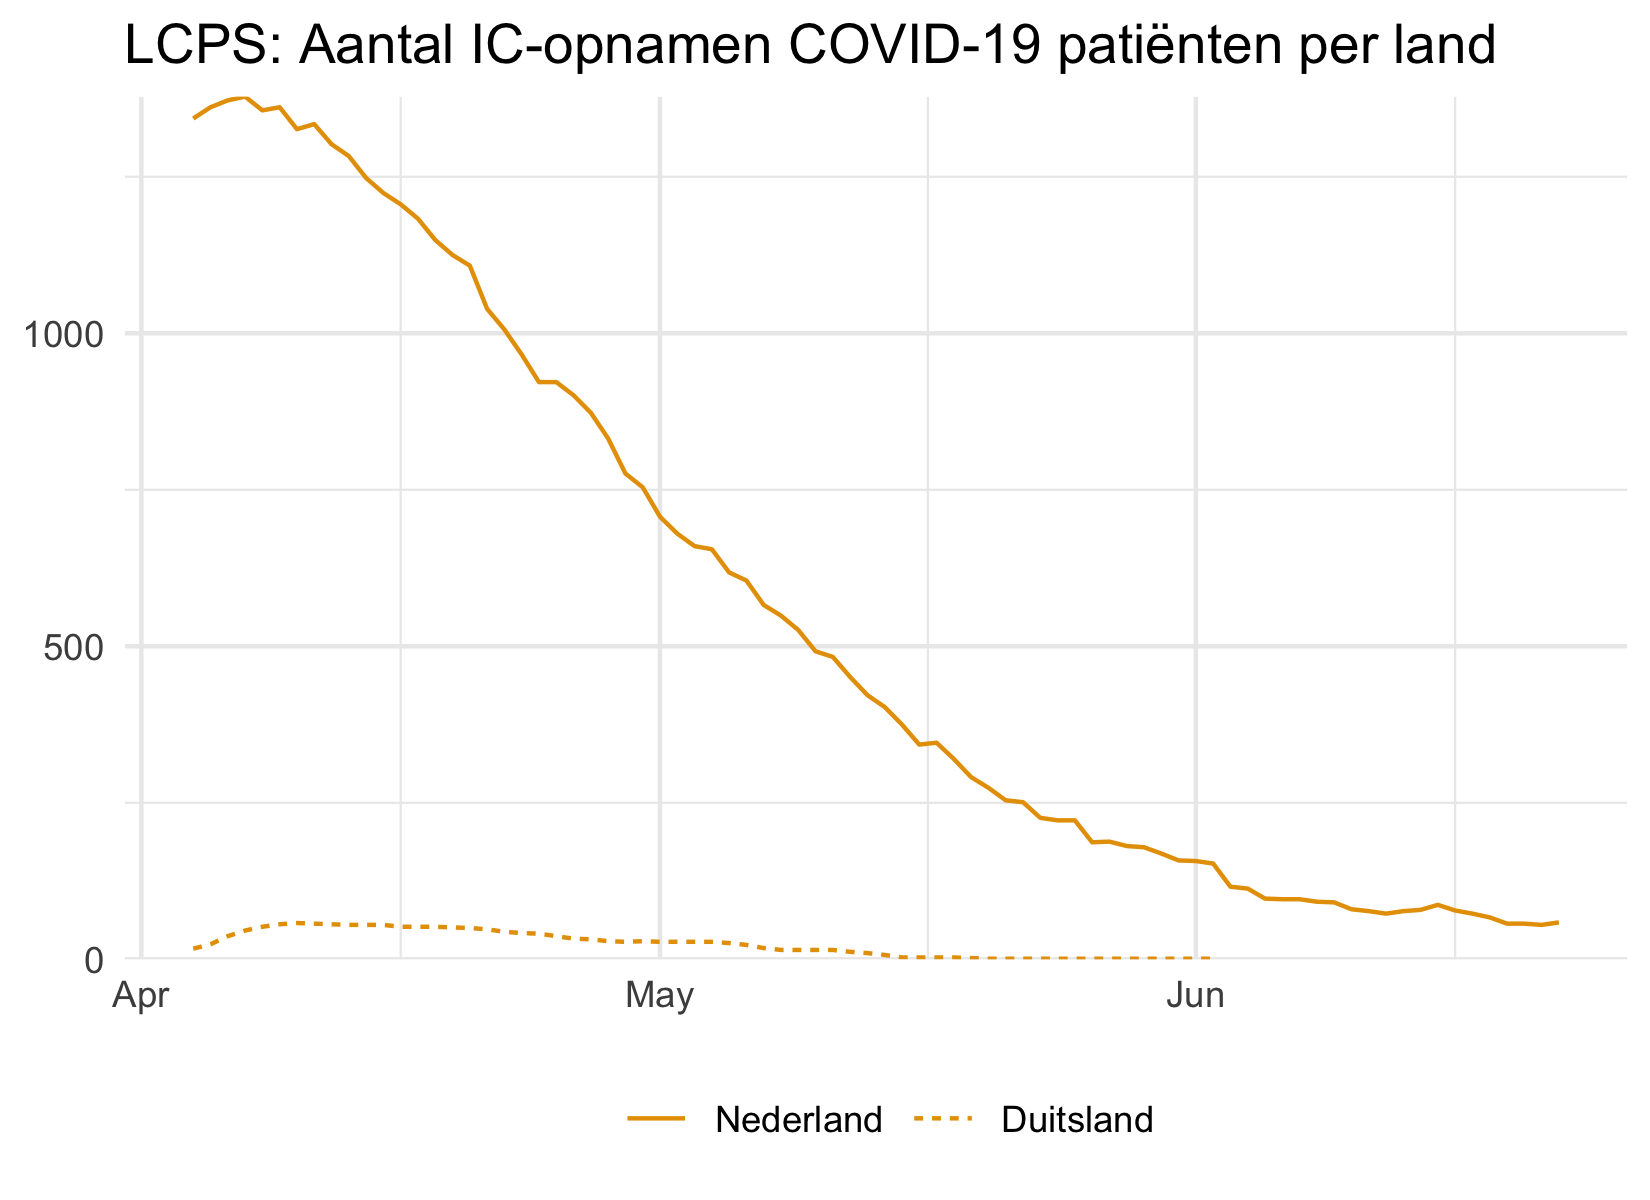 LCPS: Aantal IC-opnamen COVID-19 patiënten per land
1000
500
0
Apr May Jun
Nederland Duitsland